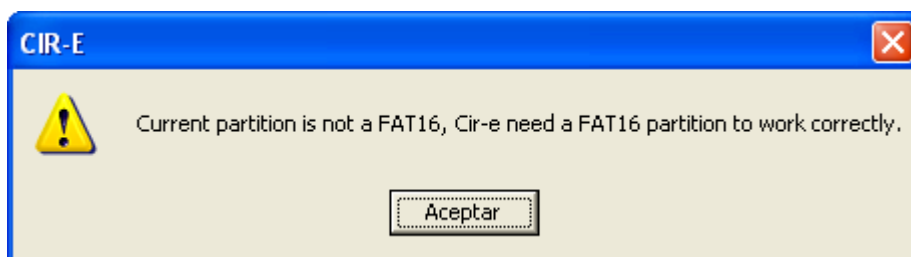 CIR-E
Current partition is not a FAT16, Cir-e need a FAT16 partition to work correctly.
Aceptar